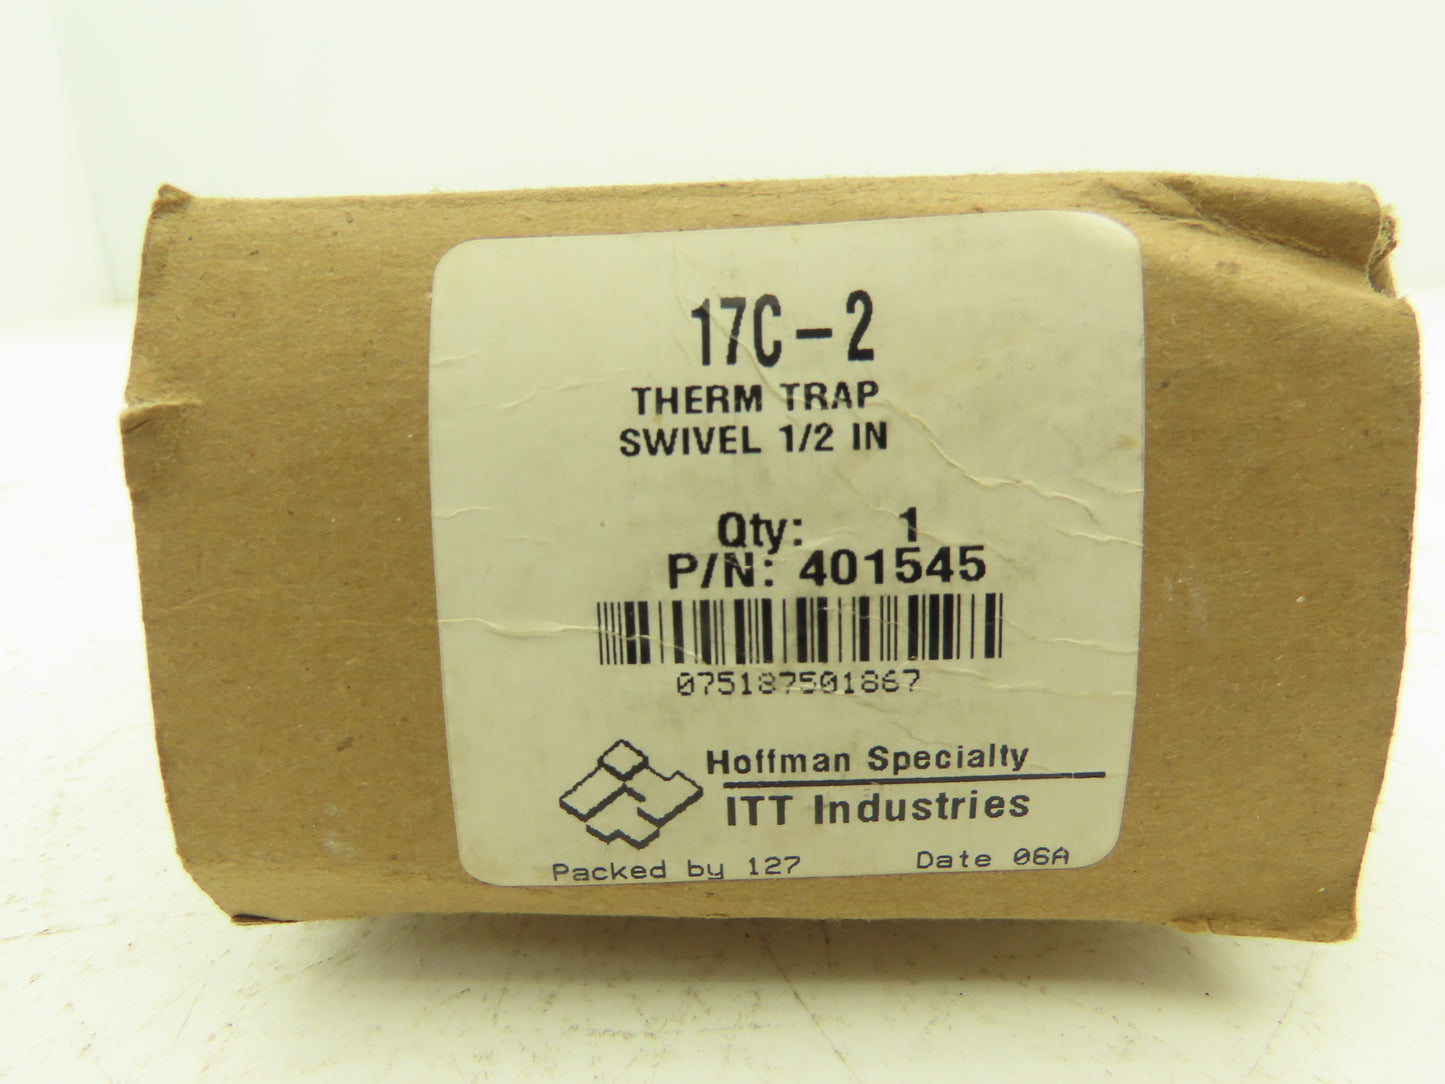 17C-2
THERM TRAP
SWIVEL 1/2 IN
Qty: 1
P/N: 401545
075187501867
Hoffman Specialty
ITT Industries
Packed by 127 Date 06A